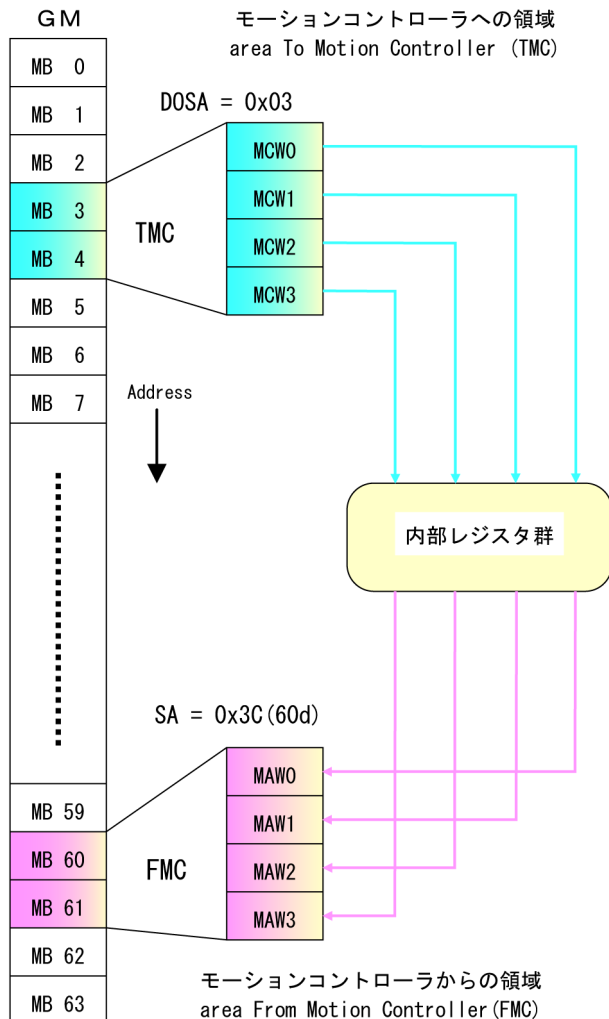 GM
モーションコントローラへの領域
area To Motion Controller (TMC)
MB 0
MB 1
MB 2
MB 3
MB 4
MB 5
MB 6
MB 7
DOSA = 0x03
TMC
MCW0
MCW1
MCW2
MCW3
Address
内部レジスタ群
SA = 0x3C(60d)
MB 59
MB 60
MB 61
MB 62
MB 63
FMC
MAW0
MAW1
MAW2
MAW3
モーションコントローラからの領域
area From Motion Controller(FMC)